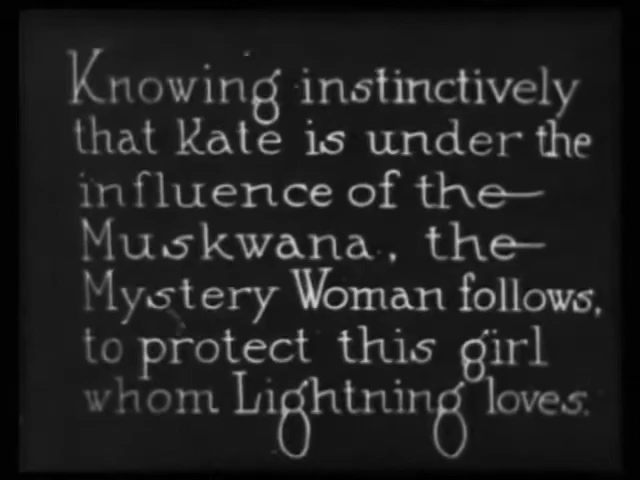 Knowing instinctively
that Kate is under the
influence of the
Muskwana, the
Mystery Woman follows,
to protect this girl
whom Lightning loves.